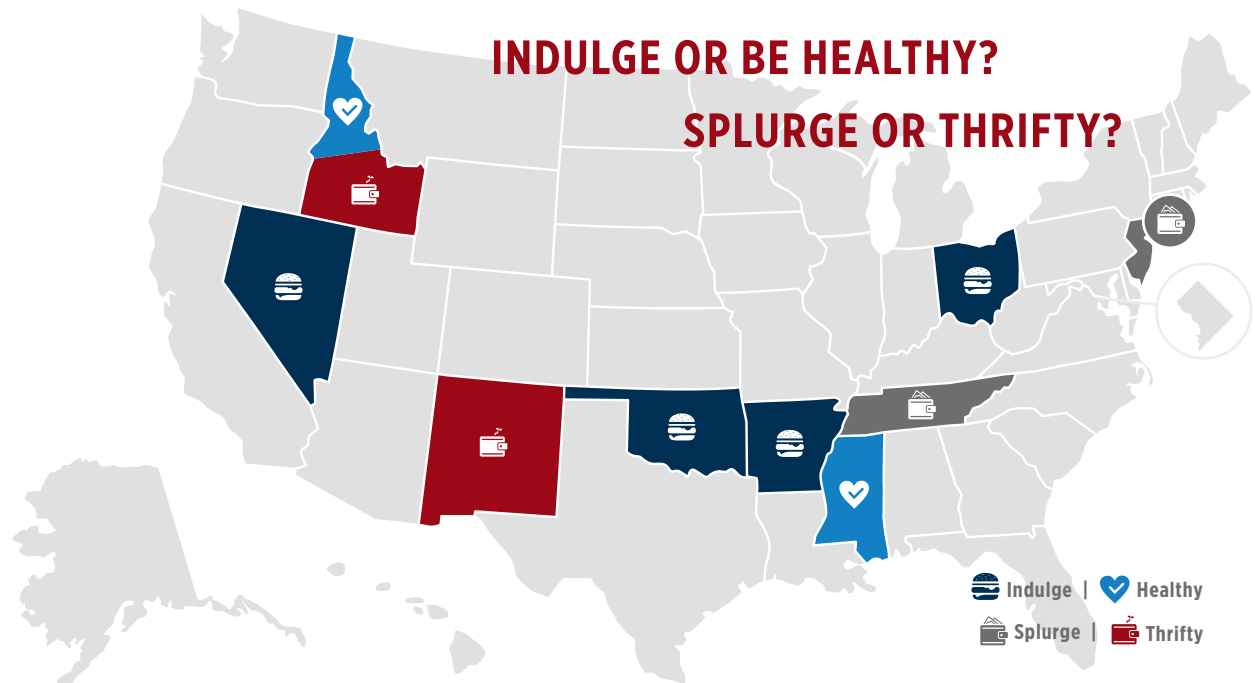 INDULGE OR BE HEALTHY?
SPLURGE OR THRIFTY?
Indulge | Healthy
Splurge | Thrifty